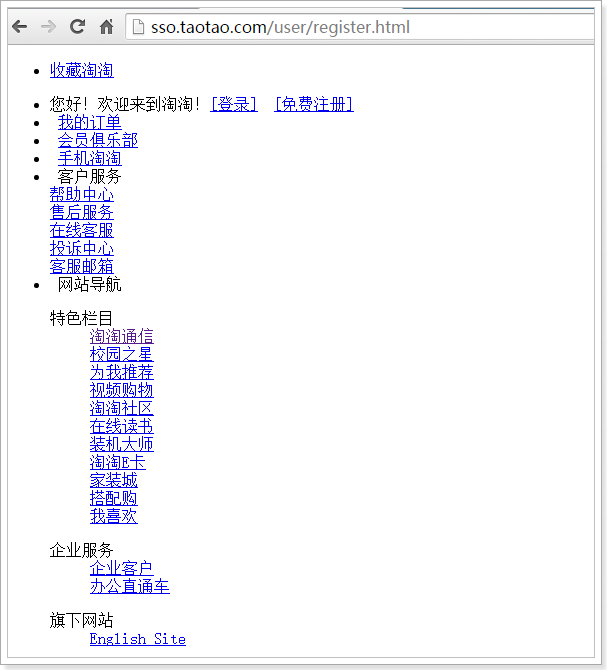 sso.taotao.com/user/register.html
收藏淘淘
您好！欢迎来到淘淘！[登录] [免费注册]
我的订单
会员俱乐部
手机淘淘
客户服务
帮助中心
售后服务
在线客服
投诉中心
客服邮箱
网站导航
特色栏目
淘淘通信
校园之星
为我推荐
视频购物
淘淘社区
在线读书
装机大师
淘淘E卡
家装城
搭配购
我喜欢
企业服务
企业客户
办公直通车
旗下网站
English Site